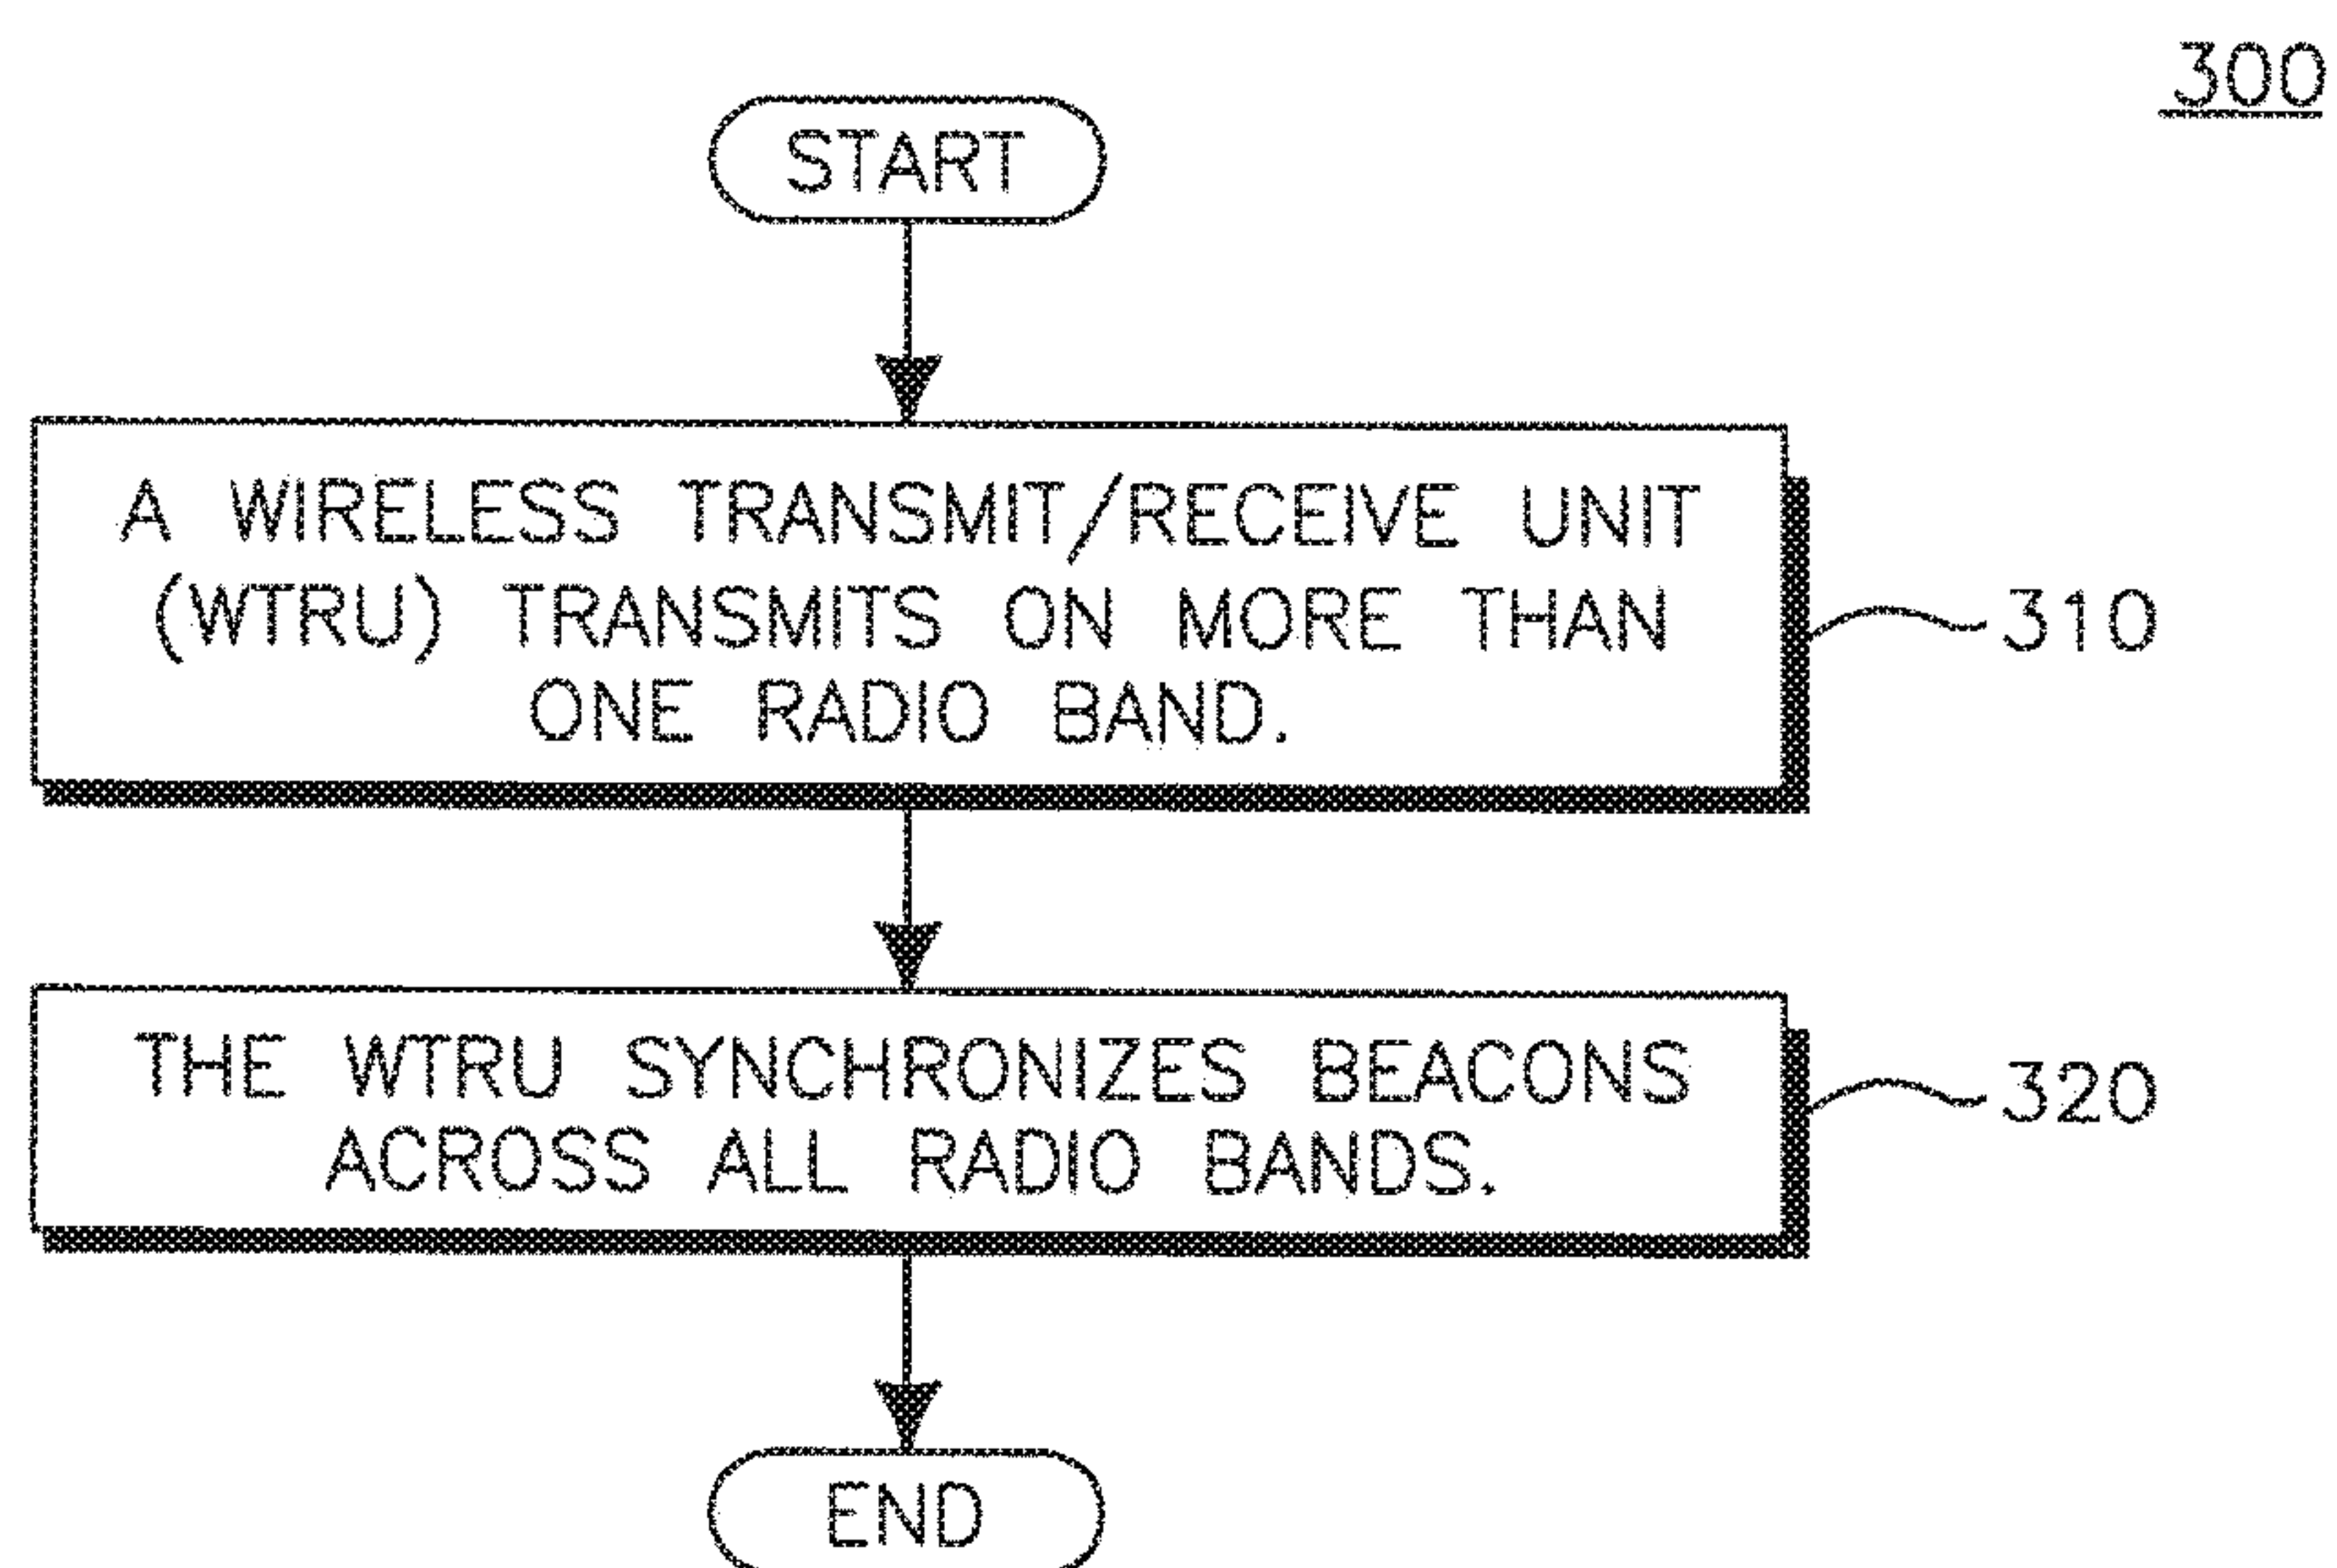 300
START
A WIRELESS TRANSMIT/RECEIVE UNIT
(WTRU) TRANSMITS ON MORE THAN
ONE RADIO BAND.
310
THE WTRU SYNCHRONIZES BEACONS
ACROSS ALL RADIO BANDS.
320
END